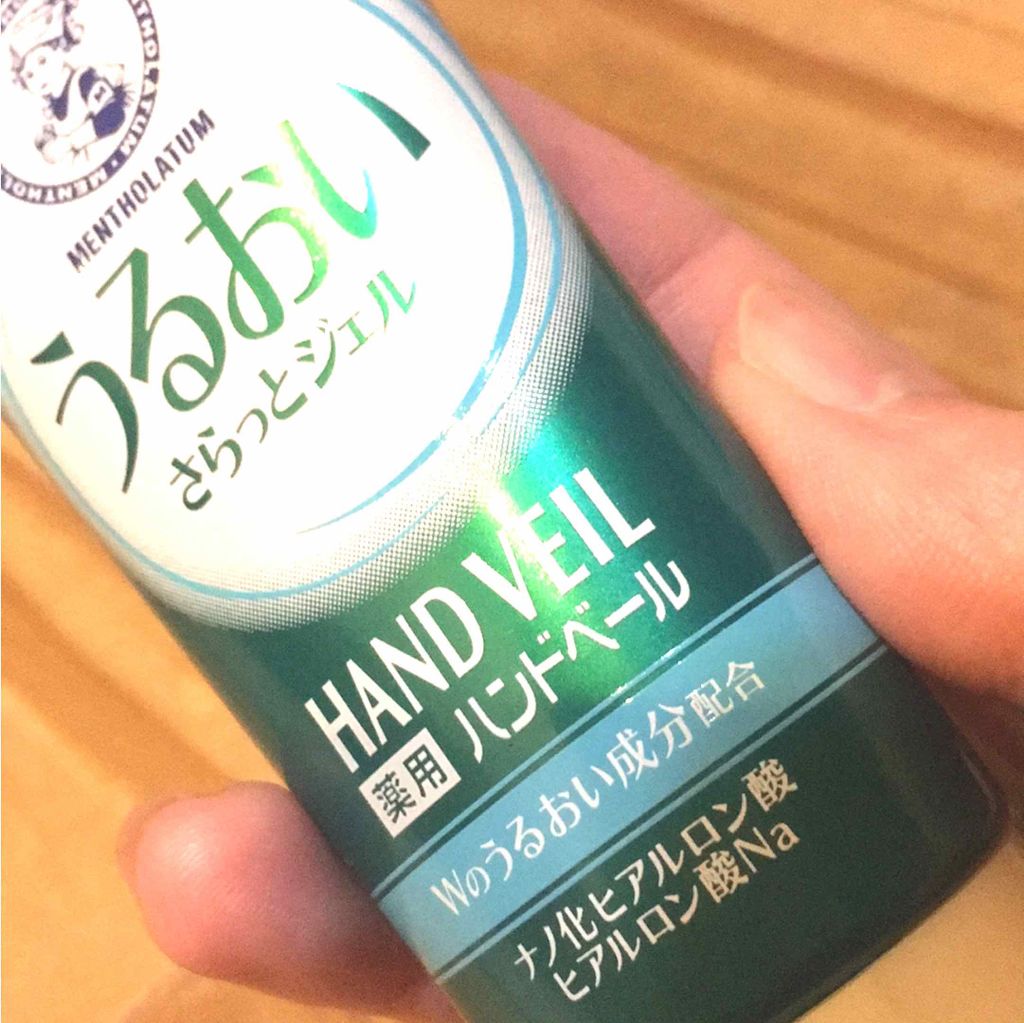 MENTHOLATUM
MENTHOLATUM
うるおい
さらっとジェル
HAND VEIL
薬用 ハンドベール
Wのうるおい成分配合
ナノ化ヒアルロン酸
ヒアルロン酸Na